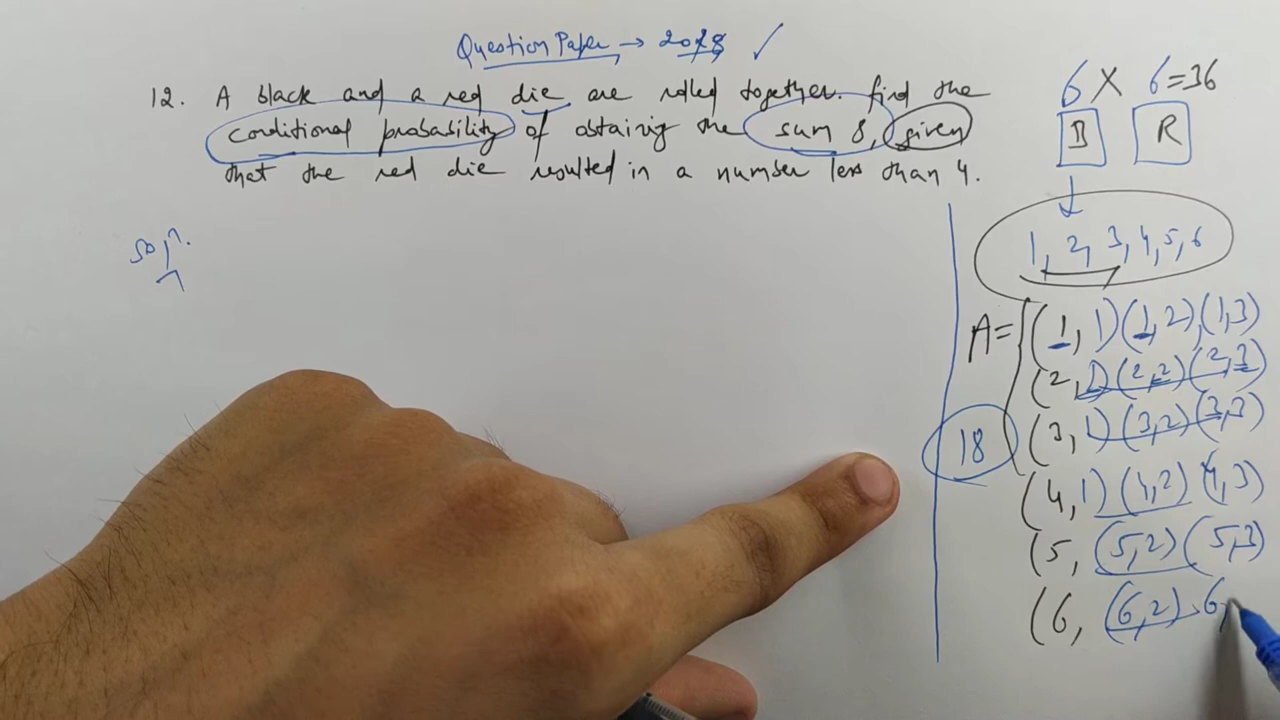 Question Paper → 2018 ✓
12. A black and a red die are rolled together. find the
conditional probability of obtainig the sum 8, given
that the red die resulted in a number less than 4.
soln.
6 X 6=36
B R
1, 2, 3, 4, 5, 6
A= { (1, 1) (1, 2), (1, 3)
(2, 1) (2, 2) (2, 3)
(3, 1) (3, 2) (3, 3)
18
(4, 1) (4, 2) (4, 3)
(5, (5, 2) (5, 3)
(6, (6, 2), 6,